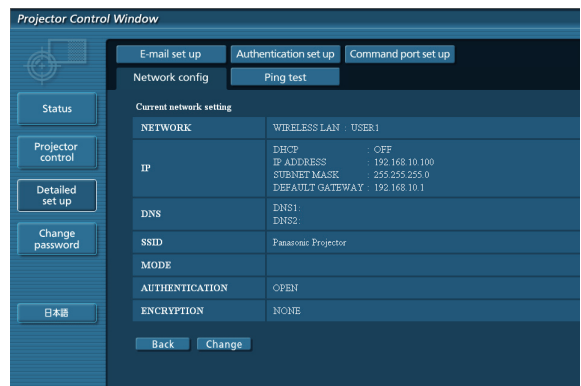 Projector Control Window
E-mail set up
Authentication set up
Command port set up
Network config
Ping test
Status
Projector
control
Detailed
set up
Change
password
日本語
Current network setting
NETWORK WIRELESS LAN : USER1
IP
DHCP : OFF
IP ADDRESS : 192.168.10.100
SUBNET MASK : 255.255.255.0
DEFAULT GATEWAY : 192.168.10.1
DNS
DNS1:
DNS2:
SSID Panasonic Projector
MODE
AUTHENTICATION OPEN
ENCRYPTION NONE
Back Change